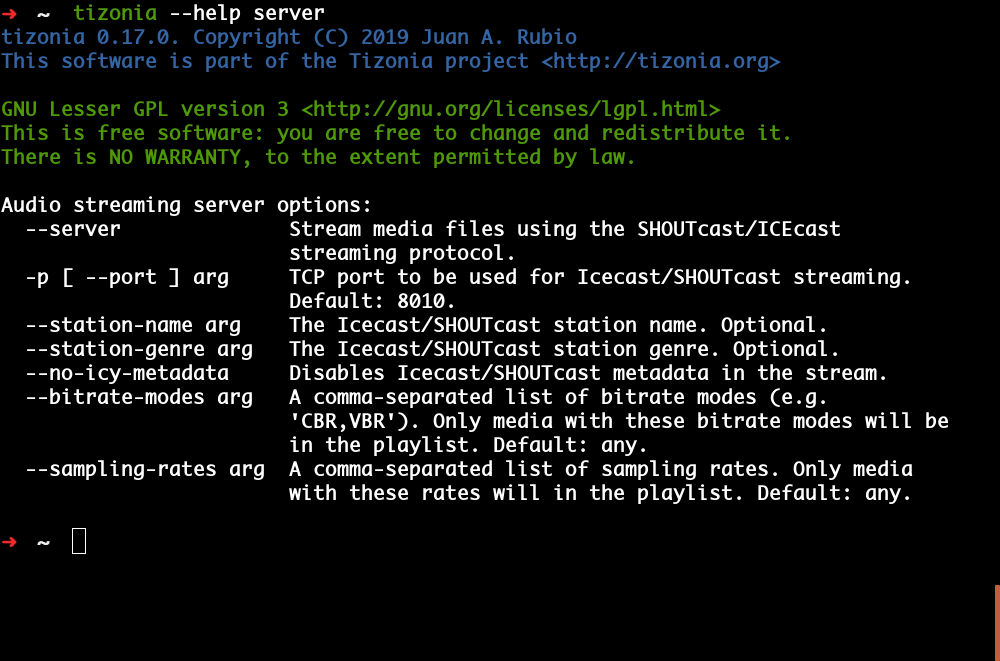 ➜ ~ tizonia --help server
tizonia 0.17.0. Copyright (C) 2019 Juan A. Rubio
This software is part of the Tizonia project <http://tizonia.org>
GNU Lesser GPL version 3 <http://gnu.org/licenses/lgpl.html>
This is free software: you are free to change and redistribute it.
There is NO WARRANTY, to the extent permitted by law.
Audio streaming server options:
--server Stream media files using the SHOUTcast/ICEcast
streaming protocol.
-p [ --port ] arg TCP port to be used for Icecast/SHOUTcast streaming.
Default: 8010.
--station-name arg The Icecast/SHOUTcast station name. Optional.
--station-genre arg The Icecast/SHOUTcast station genre. Optional.
--no-icy-metadata Disables Icecast/SHOUTcast metadata in the stream.
--bitrate-modes arg A comma-separated list of bitrate modes (e.g.
'CBR,VBR'). Only media with these bitrate modes will be
in the playlist. Default: any.
--sampling-rates arg A comma-separated list of sampling rates. Only media
with these rates will in the playlist. Default: any.
➜ ~